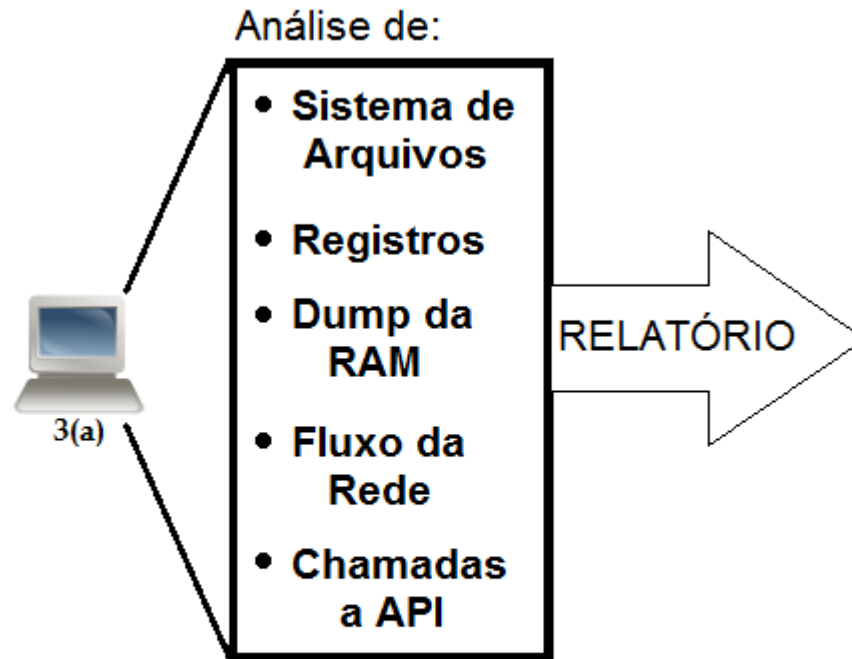 Análise de:
• Sistema de
Arquivos
• Registros
• Dump da
RAM
• Fluxo da
Rede
• Chamadas
a API
RELATÓRIO
3(a)